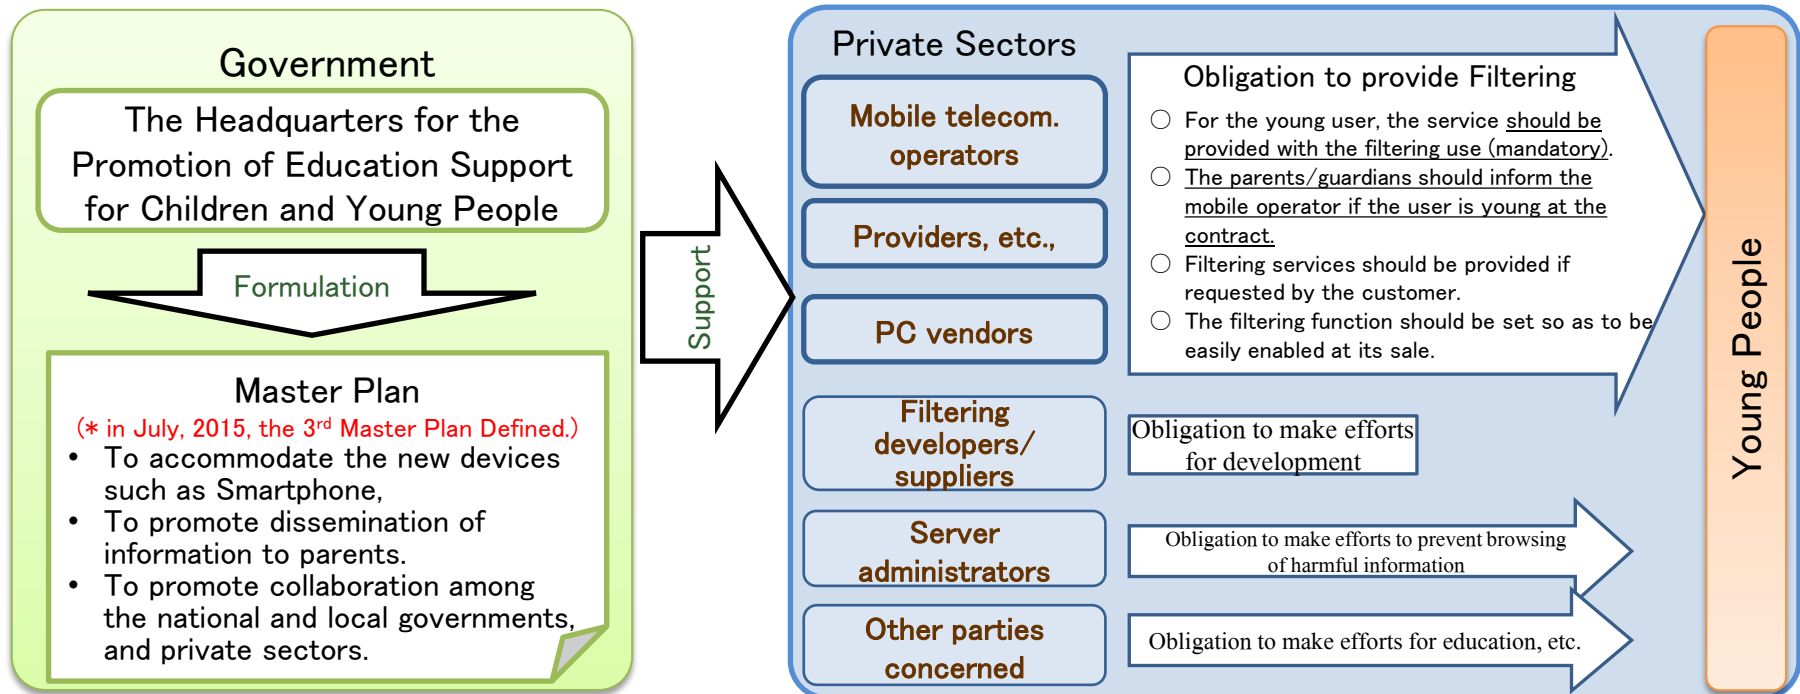 Government
The Headquarters for the
Promotion of Education Support
for Children and Young People
Formulation
Master Plan
(* in July, 2015, the 3rd Master Plan Defined.)
• To accommodate the new devices
such as Smartphone,
• To promote dissemination of
information to parents.
• To promote collaboration among
the national and local governments,
and private sectors.
Support
Private Sectors
Mobile telecom.
operators
Providers, etc.,
PC vendors
Obligation to provide Filtering
○ For the young user, the service should be
provided with the filtering use (mandatory).
○ The parents/guardians should inform the
mobile operator if the user is young at the
contract.
○ Filtering services should be provided if
requested by the customer.
○ The filtering function should be set so as to be
easily enabled at its sale.
Filtering
developers/
suppliers
Obligation to make efforts
for development
Server
administrators
Obligation to make efforts to prevent browsing
of harmful information
Other parties
concerned
Obligation to make efforts for education, etc.
Young People